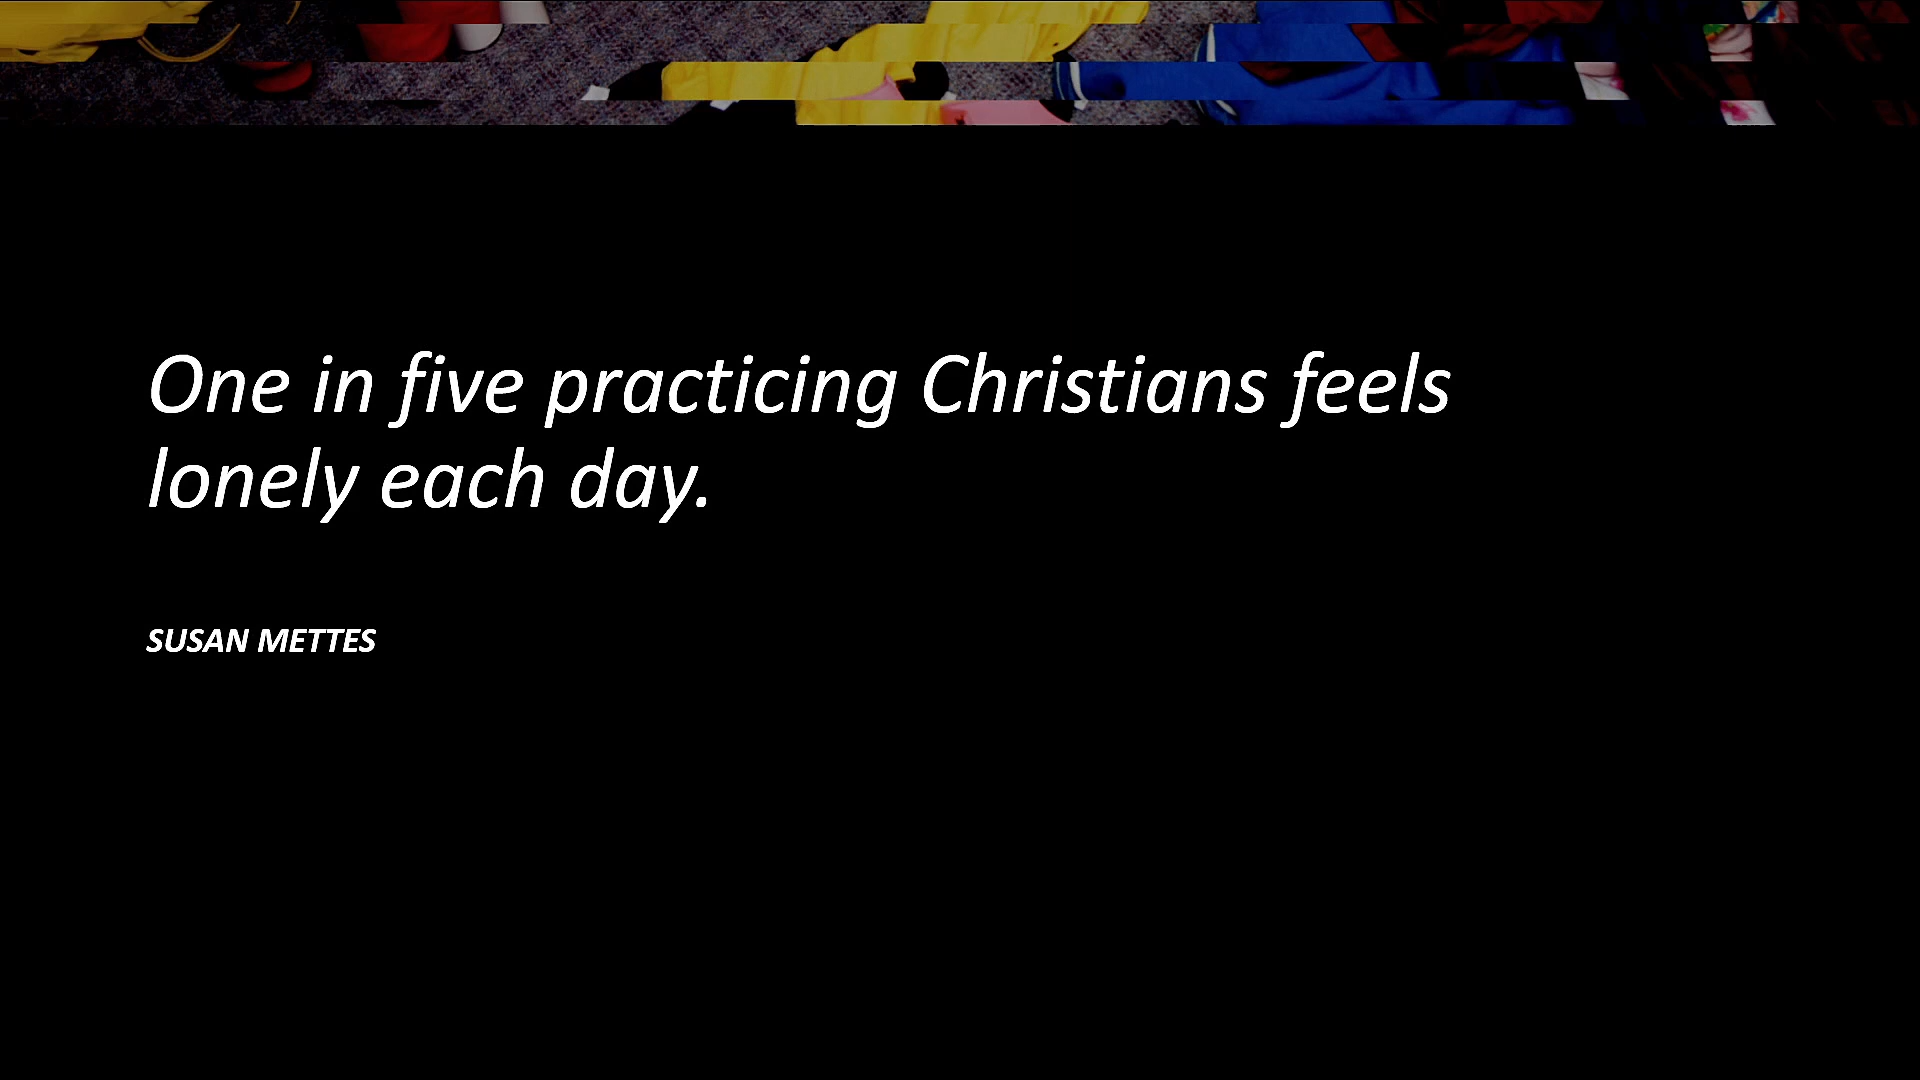 One in five practicing Christians feels
lonely each day.
SUSAN METTES